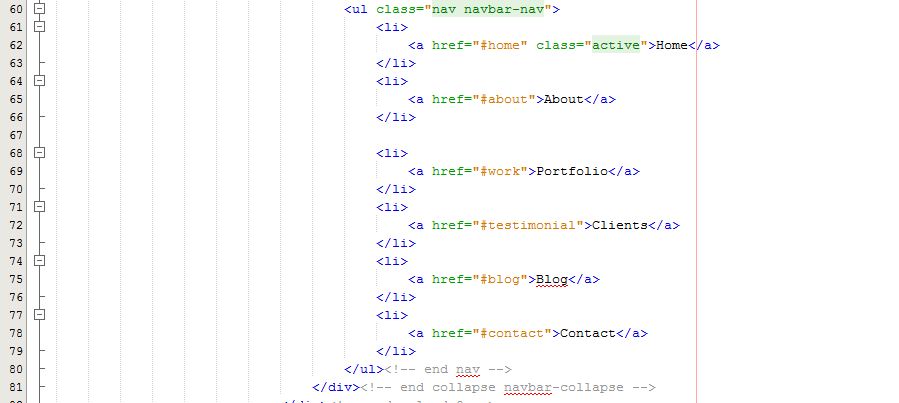 60 <ul class="nav navbar-nav">
61 <li>
62 <a href="#home" class="active">Home</a>
63 </li>
64 <li>
65 <a href="#about">About</a>
66 </li>
67
68 <li>
69 <a href="#work">Portfolio</a>
70 </li>
71 <li>
72 <a href="#testimonial">Clients</a>
73 </li>
74 <li>
75 <a href="#blog">Blog</a>
76 </li>
77 <li>
78 <a href="#contact">Contact</a>
79 </li>
80 </ul><!-- end nav -->
81 </div><!-- end collapse navbar-collapse -->